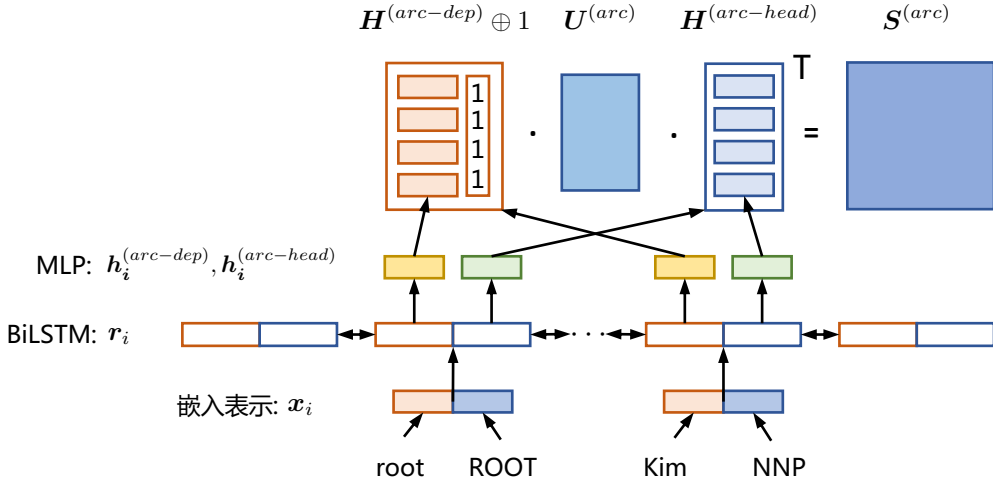 H^(arc−dep) ⊕ 1 U^(arc) H^(arc−head) S^(arc)
T
1
1
1
1
· · =
MLP: h_i^(arc−dep), h_i^(arc−head)
BiLSTM: r_i
· · ·
嵌入表示: x_i
root ROOT Kim NNP